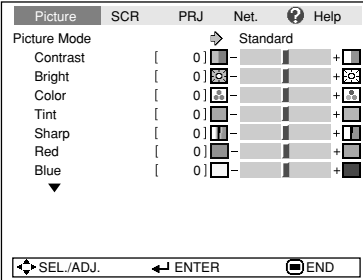 Picture SCR PRJ Net. ? Help
Picture Mode Standard
Contrast [ 0 ] - +
Bright [ 0 ] - +
Color [ 0 ] - +
Tint [ 0 ] - +
Sharp [ 0 ] - +
Red [ 0 ] - +
Blue [ 0 ] - +
SEL./ADJ. ENTER END